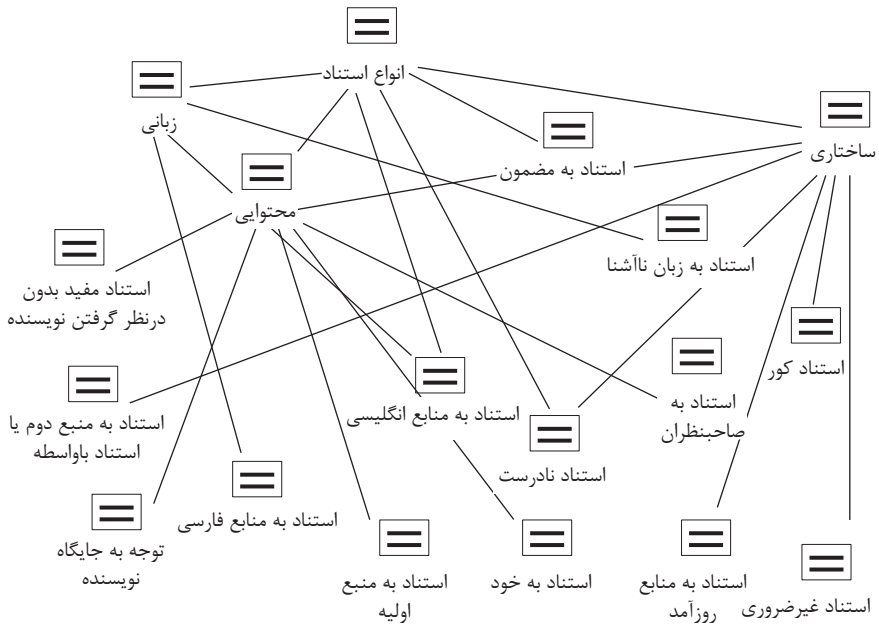 انواع استناد
زبانی
ساختاری
استناد به مضمون
محتوایی
استناد به زبان ناآشنا
استناد مفید بدون
درنظر گرفتن نویسنده
استناد کور
استناد به منابع انگلیسی
استناد به
صاحبنظران
استناد به منبع دوم یا
استناد باواسطه
استناد نادرست
استناد به منابع فارسی
توجه به جایگاه
نویسنده
استناد به منبع
اولیه
استناد به خود
استناد به منابع
روزآمد
استناد غیرضروری